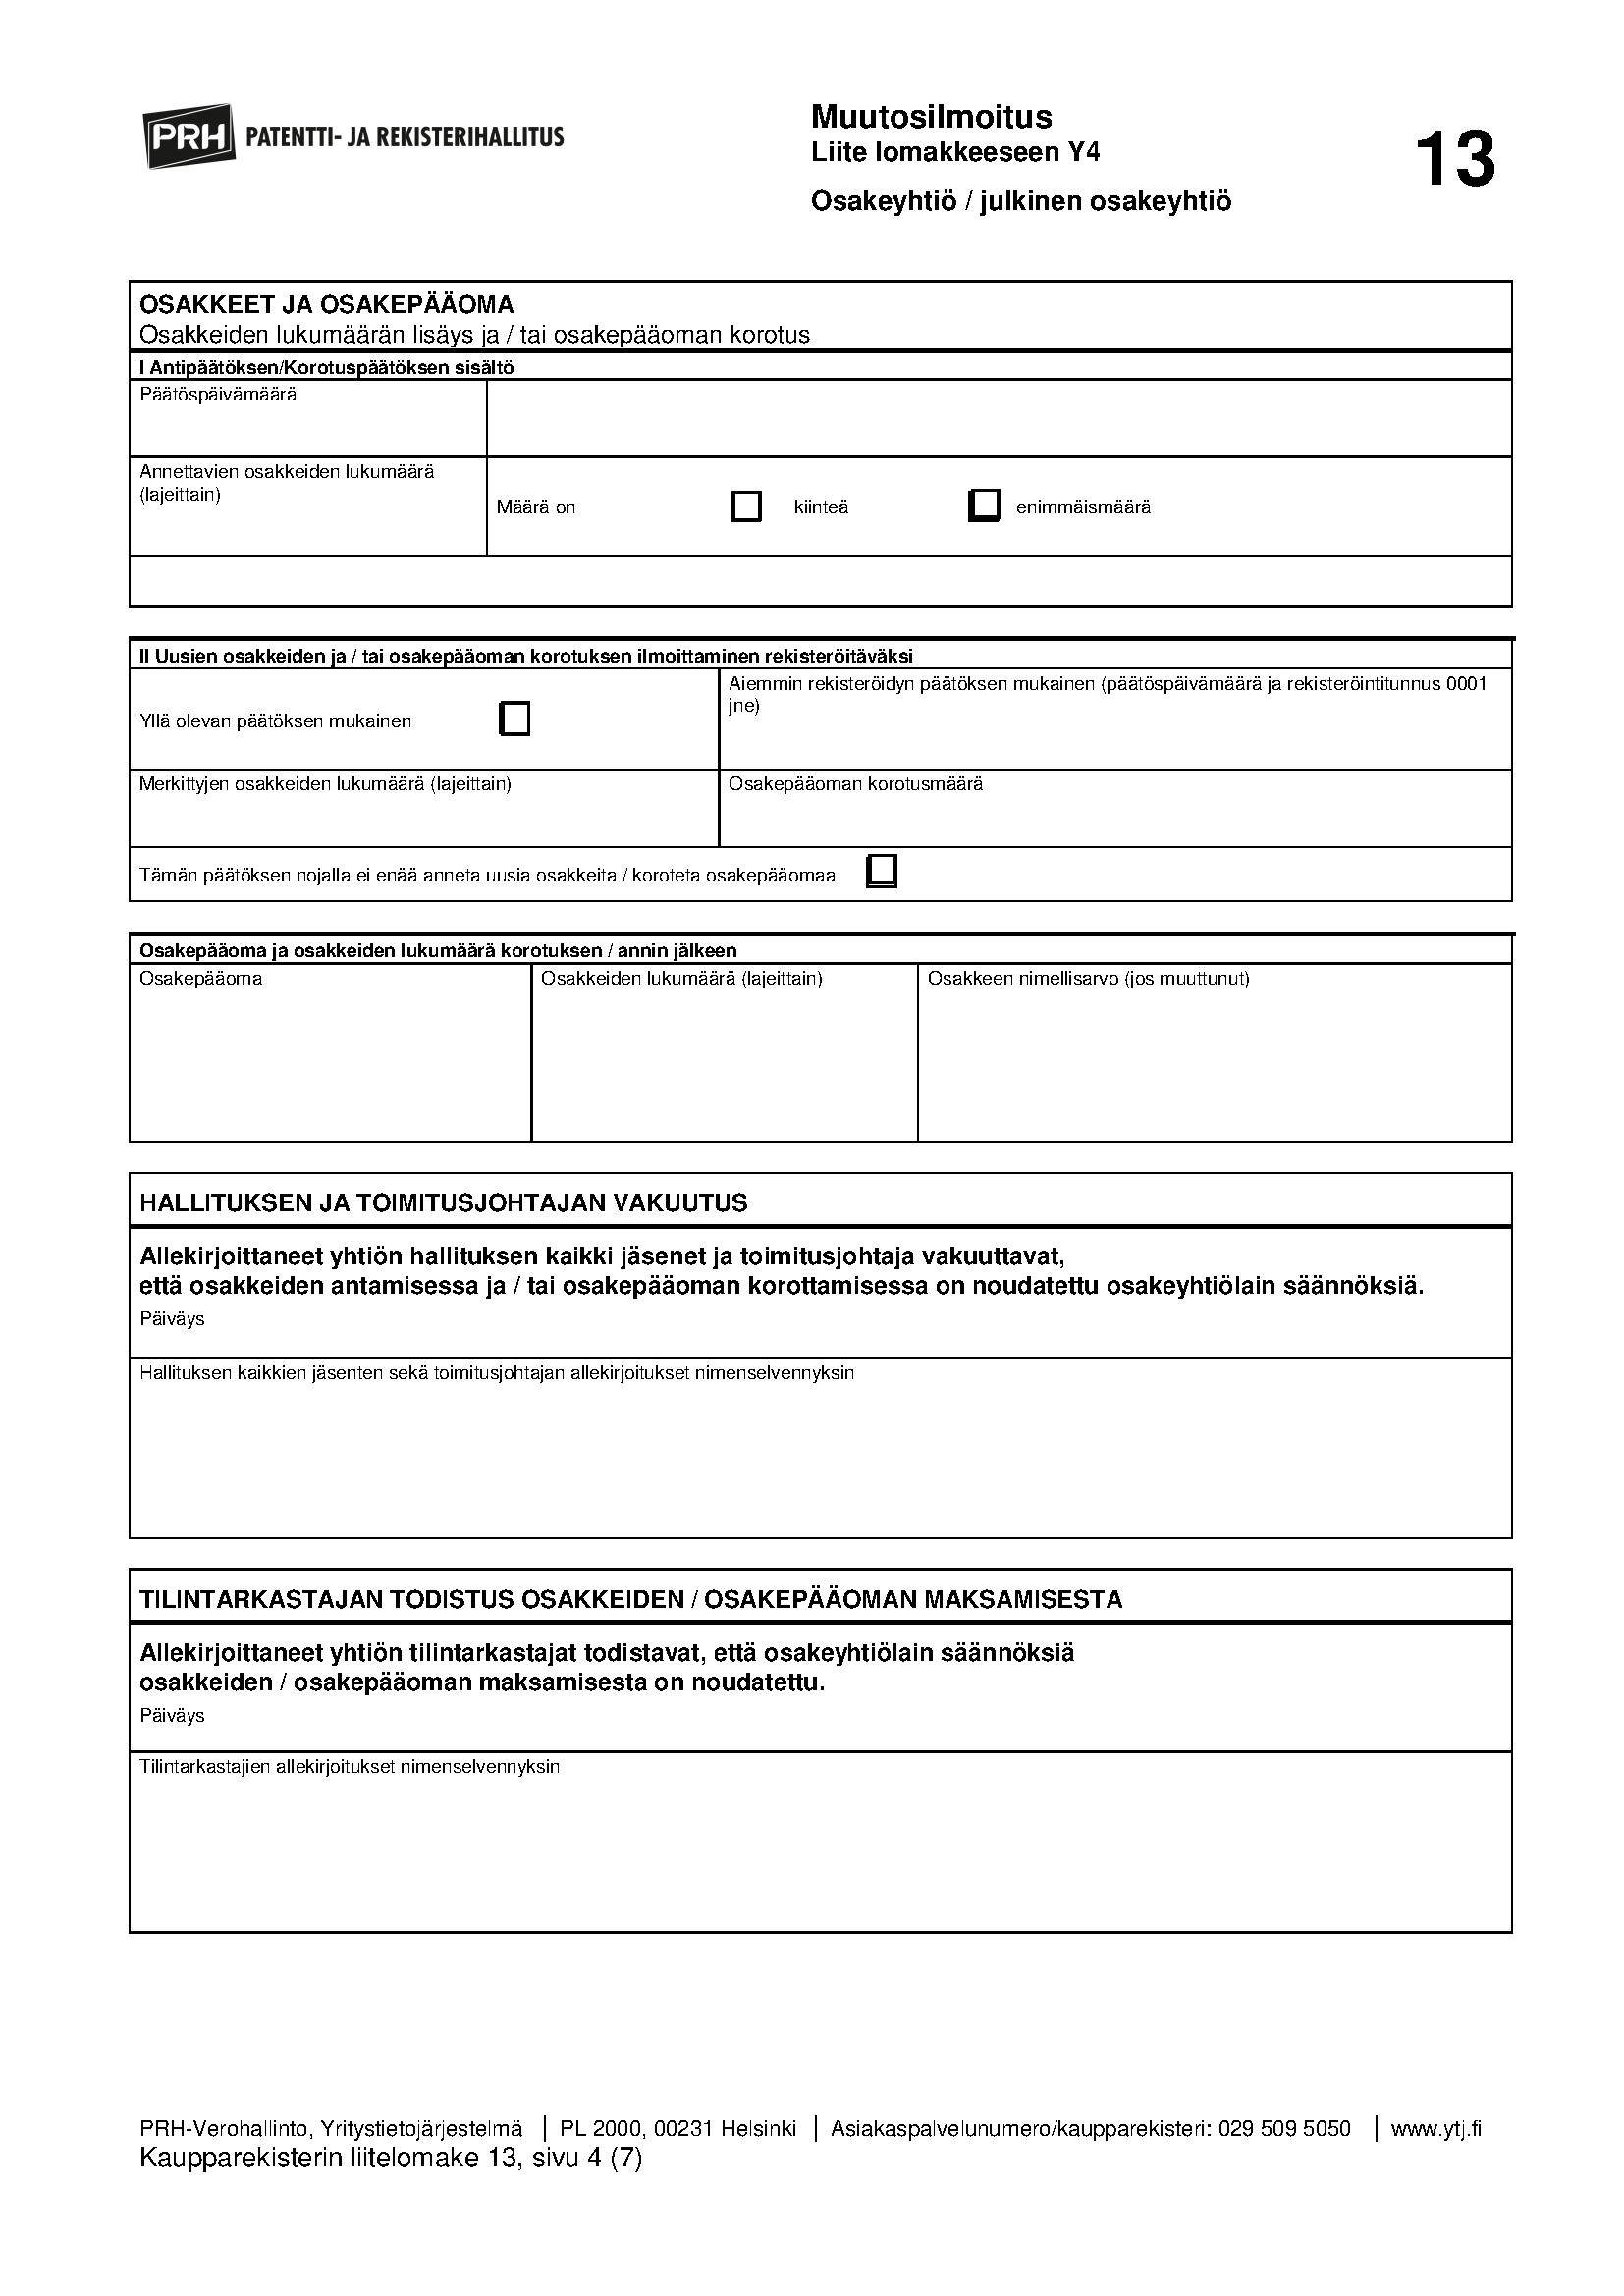 PRH PATENTTI- JA REKISTERIHALLITUS
Muutosilmoitus
Liite lomakkeeseen Y4
Osakeyhtiö / julkinen osakeyhtiö
13
OSAKKEET JA OSAKEPÄÄOMA
Osakkeiden lukumäärän lisäys ja / tai osakepääoman korotus
I Antipäätöksen/Korotuspäätöksen sisältö
Päätöspäivämäärä
Annettavien osakkeiden lukumäärä
(lajeittain)
Määrä on kiinteä enimmäismäärä
II Uusien osakkeiden ja / tai osakepääoman korotuksen ilmoittaminen rekisteröitäväksi
Yllä olevan päätöksen mukainen
Aiemmin rekisteröidyn päätöksen mukainen (päätöspäivämäärä ja rekisteröintitunnus 0001
jne)
Merkittyjen osakkeiden lukumäärä (lajeittain)
Osakepääoman korotusmäärä
Tämän päätöksen nojalla ei enää anneta uusia osakkeita / koroteta osakepääomaa
Osakepääoma ja osakkeiden lukumäärä korotuksen / annin jälkeen
Osakepääoma
Osakkeiden lukumäärä (lajeittain)
Osakkeen nimellisarvo (jos muuttunut)
HALLITUKSEN JA TOIMITUSJOHTAJAN VAKUUTUS
Allekirjoittaneet yhtiön hallituksen kaikki jäsenet ja toimitusjohtaja vakuuttavat,
että osakkeiden antamisessa ja / tai osakepääoman korottamisessa on noudatettu osakeyhtiölain säännöksiä.
Päiväys
Hallituksen kaikkien jäsenten sekä toimitusjohtajan allekirjoitukset nimenselvennyksin
TILINTARKASTAJAN TODISTUS OSAKKEIDEN / OSAKEPÄÄOMAN MAKSAMISESTA
Allekirjoittaneet yhtiön tilintarkastajat todistavat, että osakeyhtiölain säännöksiä
osakkeiden / osakepääoman maksamisesta on noudatettu.
Päiväys
Tilintarkastajien allekirjoitukset nimenselvennyksin
PRH-Verohallinto, Yritystietojärjestelmä | PL 2000, 00231 Helsinki | Asiakaspalvelunumero/kaupparekisteri: 029 509 5050 | www.ytj.fi
Kaupparekisterin liitelomake 13, sivu 4 (7)